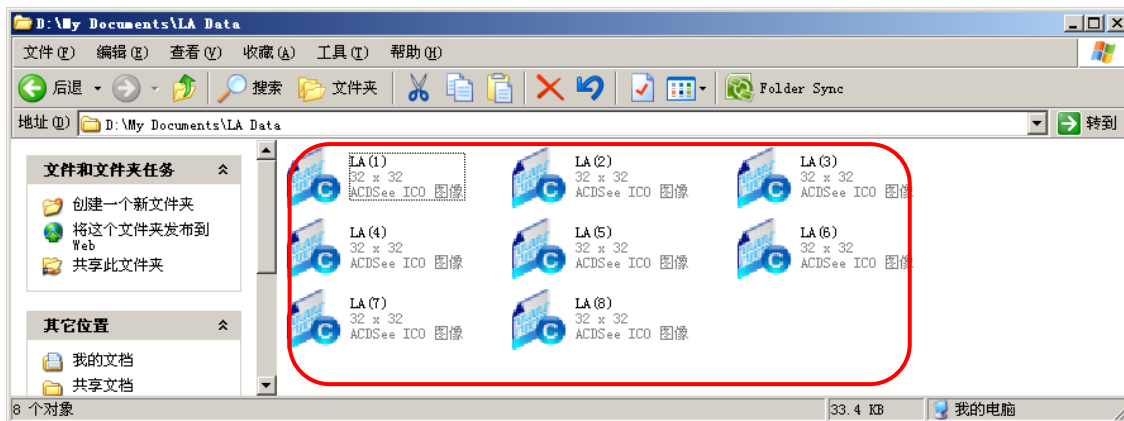 D:\My Documents\LA Data
文件(F) 编辑(E) 查看(V) 收藏(A) 工具(T) 帮助(H)
后退 搜索 文件夹 Folder Sync
地址(D) D:\My Documents\LA Data 转到
文件和文件夹任务
创建一个新文件夹
将这个文件夹发布到
Web
共享此文件夹
其它位置
我的文档
共享文档
LA(1)
32 x 32
ACDSee ICO 图像
LA(2)
32 x 32
ACDSee ICO 图像
LA(3)
32 x 32
ACDSee ICO 图像
LA(4)
32 x 32
ACDSee ICO 图像
LA(5)
32 x 32
ACDSee ICO 图像
LA(6)
32 x 32
ACDSee ICO 图像
LA(7)
32 x 32
ACDSee ICO 图像
LA(8)
32 x 32
ACDSee ICO 图像
8 个对象 33.4 KB 我的电脑